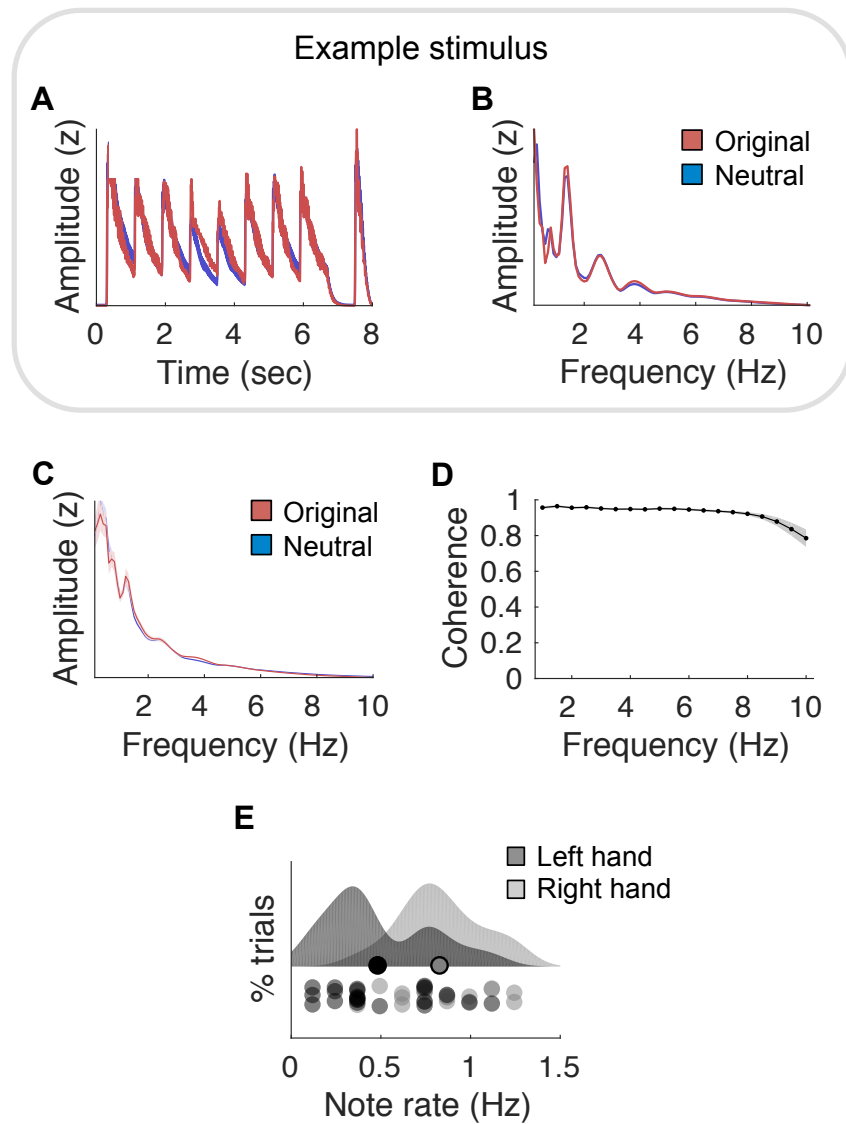 Example stimulus
A
Amplitude (z)
0 2 4 6 8
Time (sec)
B
Amplitude (z)
Original
Neutral
2 4 6 8 10
Frequency (Hz)
C
Amplitude (z)
Original
Neutral
2 4 6 8 10
Frequency (Hz)
D
Coherence
1
0.8
0.6
0.4
0.2
0
2 4 6 8 10
Frequency (Hz)
E
% trials
Left hand
Right hand
0 0.5 1 1.5
Note rate (Hz)